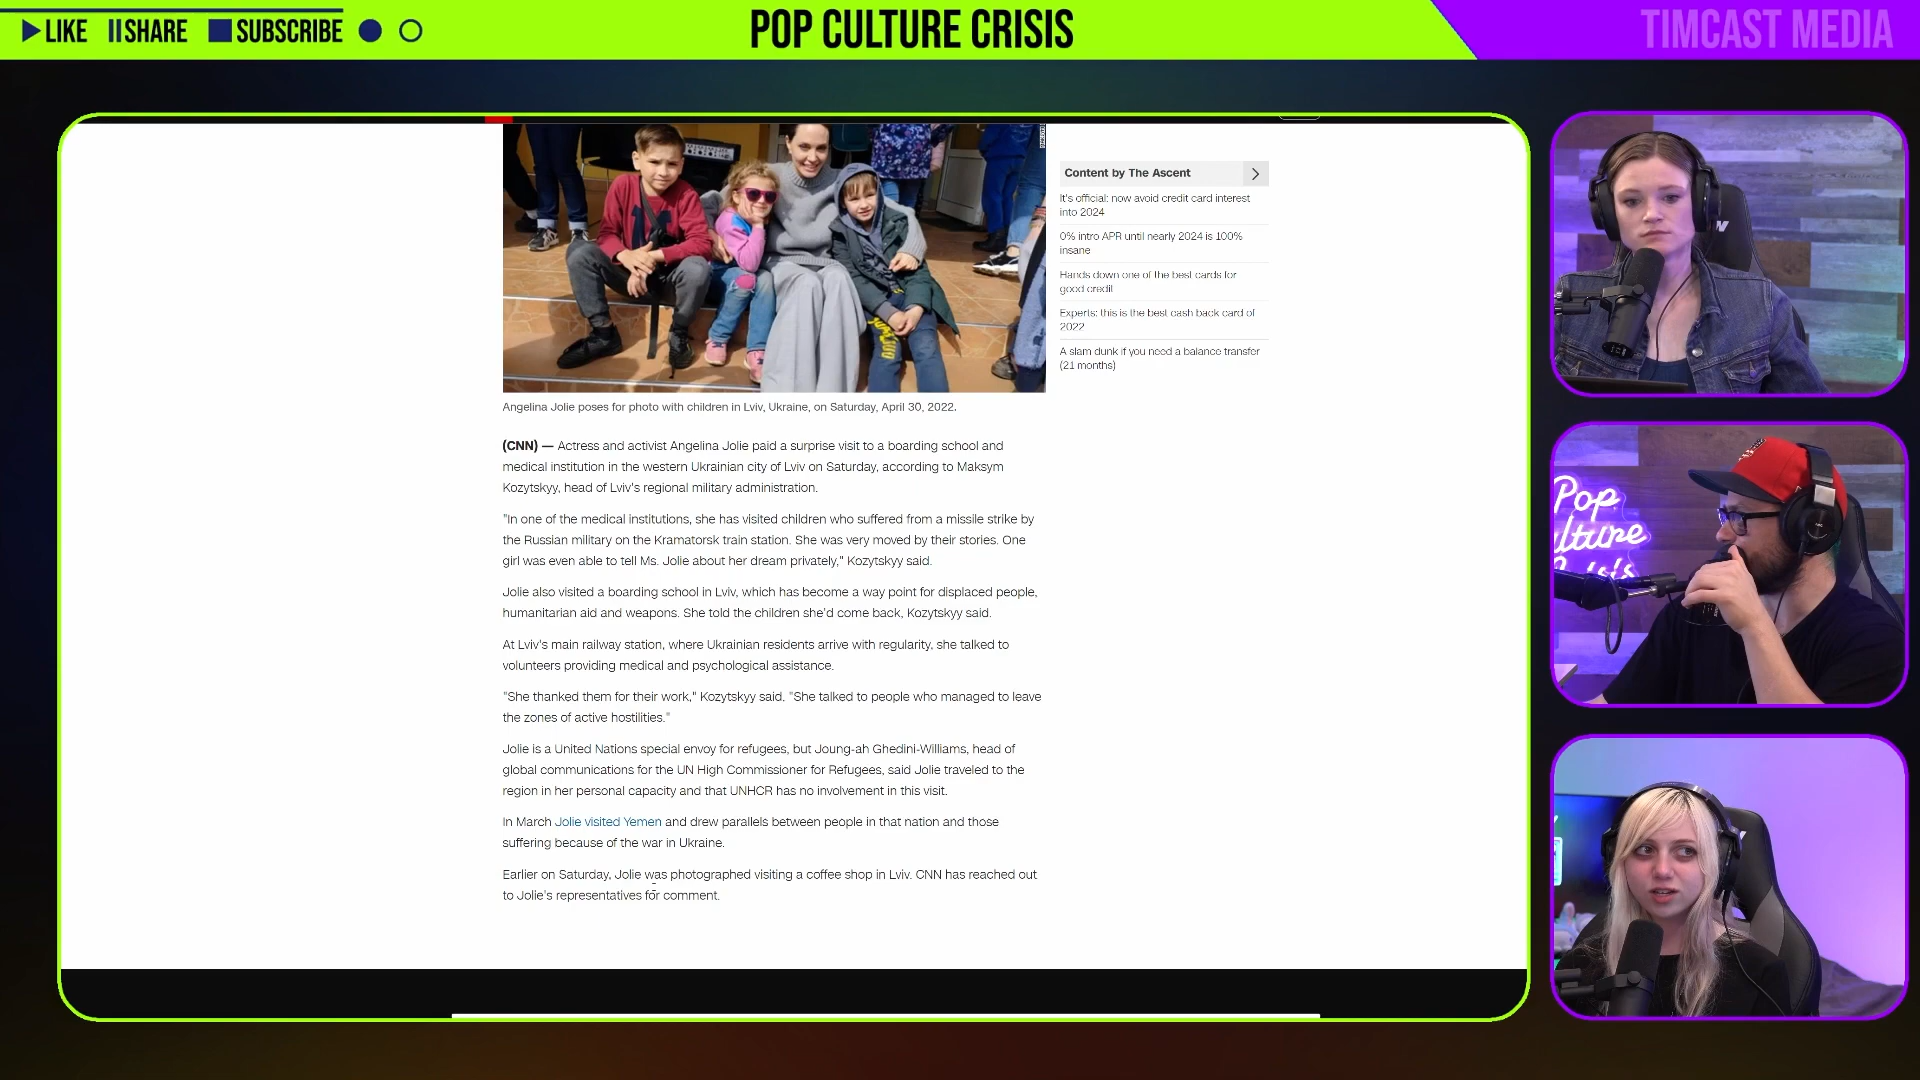 LIKE SHARE SUBSCRIBE
POP CULTURE CRISIS
TIMCAST MEDIA
Content by The Ascent
It's official: now avoid credit card interest
into 2024
0% intro APR until nearly 2024 is 100%
insane
Hands down one of the best cards for
good credit
Experts: this is the best cash back card of
2022
A slam dunk if you need a balance transfer
(21 months)
Angelina Jolie poses for photo with children in Lviv, Ukraine, on Saturday, April 30, 2022.
(CNN) — Actress and activist Angelina Jolie paid a surprise visit to a boarding school and
medical institution in the western Ukrainian city of Lviv on Saturday, according to Maksym
Kozytskyy, head of Lviv's regional military administration.
"In one of the medical institutions, she has visited children who suffered from a missile strike by
the Russian military on the Kramatorsk train station. She was very moved by their stories. One
girl was even able to tell Ms. Jolie about her dream privately," Kozytskyy said.
Jolie also visited a boarding school in Lviv, which has become a way point for displaced people,
humanitarian aid and weapons. She told the children she'd come back, Kozytskyy said.
At Lviv's main railway station, where Ukrainian residents arrive with regularity, she talked to
volunteers providing medical and psychological assistance.
"She thanked them for their work," Kozytskyy said. "She talked to people who managed to leave
the zones of active hostilities."
Jolie is a United Nations special envoy for refugees, but Joung-ah Ghedini-Williams, head of
global communications for the UN High Commissioner for Refugees, said Jolie traveled to the
region in her personal capacity and that UNHCR has no involvement in this visit.
In March Jolie visited Yemen and drew parallels between people in that nation and those
suffering because of the war in Ukraine.
Earlier on Saturday, Jolie was photographed visiting a coffee shop in Lviv. CNN has reached out
to Jolie's representatives for comment.
Pop